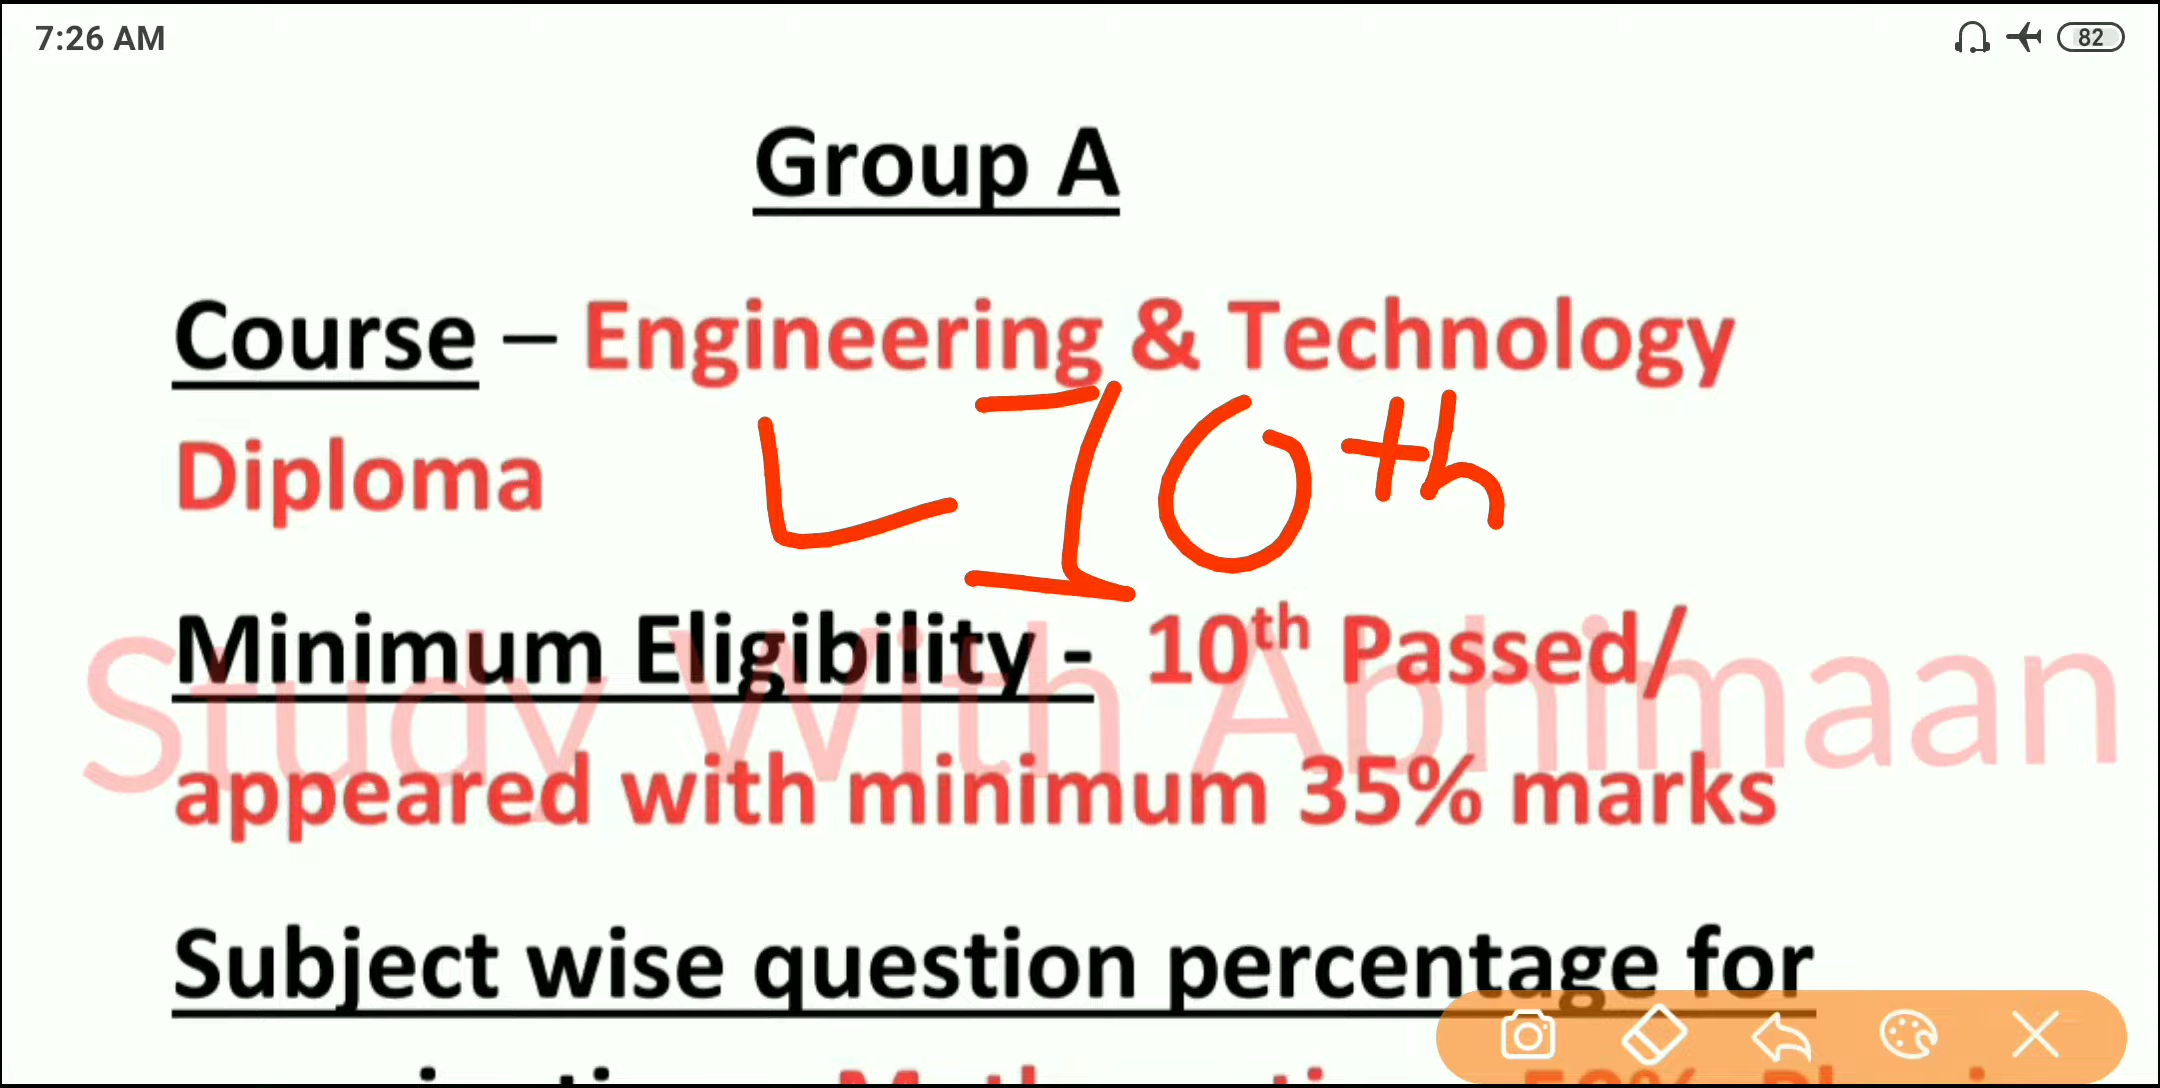 7:26 AM 82
Group A
Course – Engineering & Technology
Diploma
10th
Minimum Eligibility - 10th Passed/
Study With Abhimaan
appeared with minimum 35% marks
Subject wise question percentage for